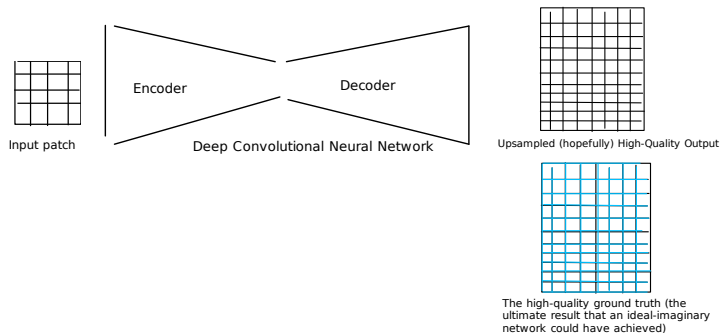 Encoder
Decoder
Input patch
Deep Convolutional Neural Network
Upsampled (hopefully) High-Quality Output
The high-quality ground truth (the
ultimate result that an ideal-imaginary
network could have achieved)